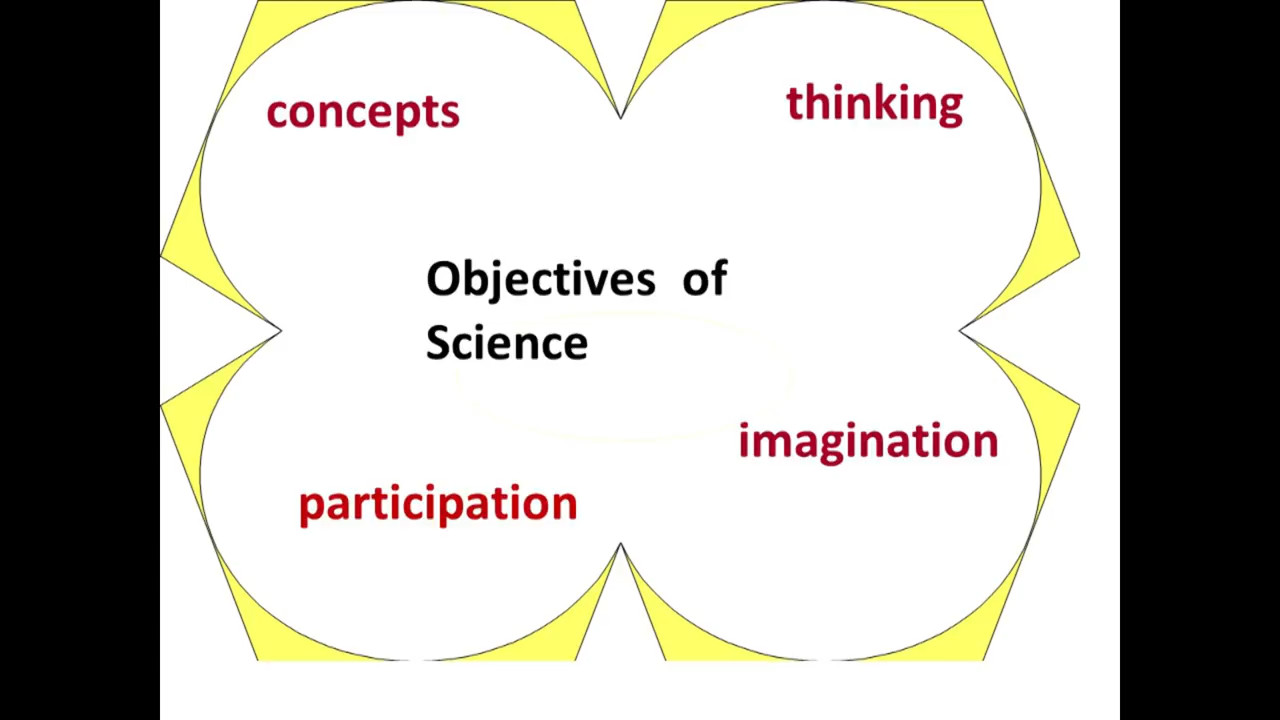 concepts
thinking
Objectives of
Science
imagination
participation